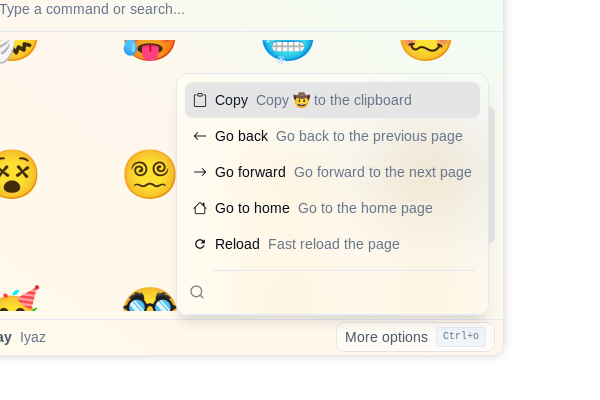 Type a command or search...
Copy Copy 🤠 to the clipboard
Go back Go back to the previous page
Go forward Go forward to the next page
Go to home Go to the home page
Reload Fast reload the page
ay Iyaz
More options Ctrl+o